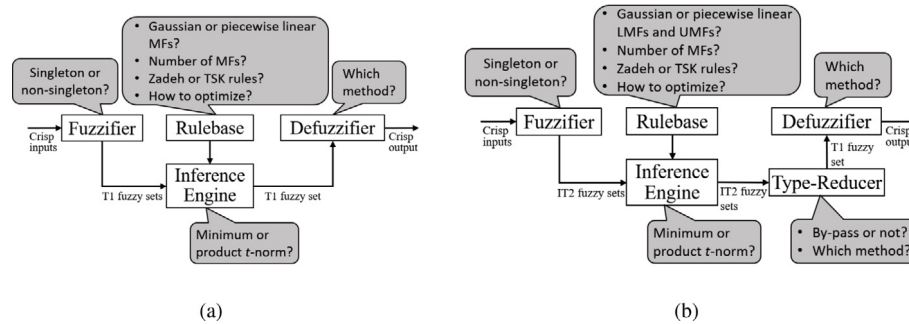 • Gaussian or piecewise linear
MFs?
• Number of MFs?
• Zadeh or TSK rules?
• How to optimize?
Singleton or
non-singleton?
Which
method?
Crisp
inputs
Fuzzifier
Rulebase
Defuzzifier
Crisp
output
T1 fuzzy sets
Inference
Engine
T1 fuzzy set
Minimum or
product t-norm?
(a)
• Gaussian or piecewise linear
LMFs and UMFs?
• Number of MFs?
• Zadeh or TSK rules?
• How to optimize?
Singleton or
non-singleton?
Which
method?
Crisp
inputs
Fuzzifier
Rulebase
Defuzzifier
Crisp
output
T1 fuzzy
set
IT2 fuzzy sets
Inference
Engine
IT2 fuzzy
sets
Type-Reducer
Minimum or
product t-norm?
• By-pass or not?
• Which method?
(b)